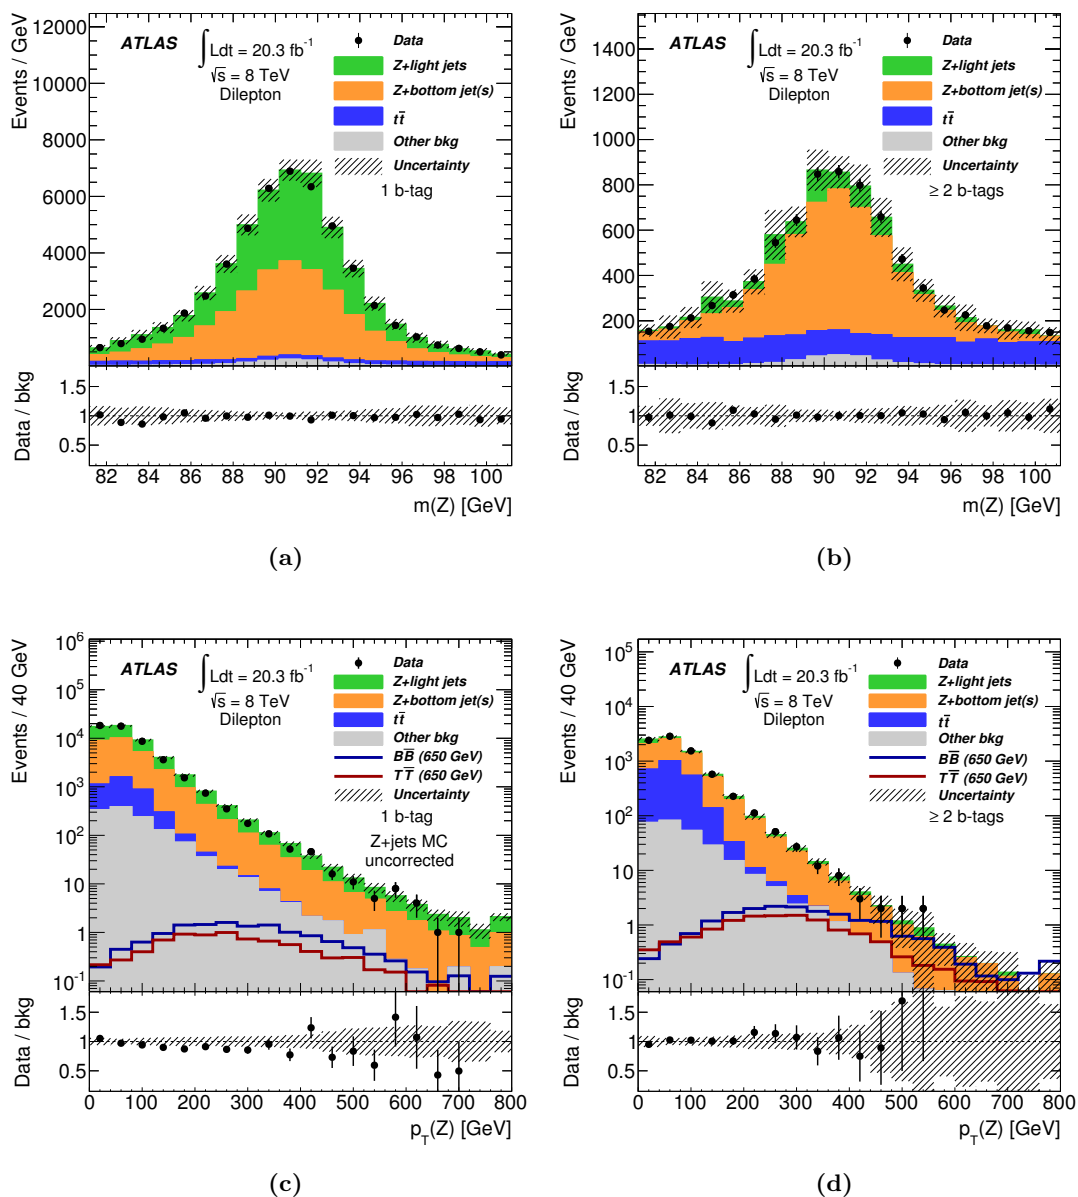 Events / GeV
12000
10000
8000
6000
4000
2000
ATLAS
∫Ldt = 20.3 fb⁻¹
√s = 8 TeV
Dilepton
Data
Z+light jets
Z+bottom jet(s)
tt̄
Other bkg
Uncertainty
1 b-tag
Data / bkg
1.5
1
0.5
82 84 86 88 90 92 94 96 98 100
m(Z) [GeV]
(a)
Events / GeV
1400
1200
1000
800
600
400
200
ATLAS
∫Ldt = 20.3 fb⁻¹
√s = 8 TeV
Dilepton
Data
Z+light jets
Z+bottom jet(s)
tt̄
Other bkg
Uncertainty
≥ 2 b-tags
Data / bkg
1.5
1
0.5
82 84 86 88 90 92 94 96 98 100
m(Z) [GeV]
(b)
Events / 40 GeV
10⁶
10⁵
10⁴
10³
10²
10
1
10⁻¹
ATLAS
∫Ldt = 20.3 fb⁻¹
√s = 8 TeV
Dilepton
Data
Z+light jets
Z+bottom jet(s)
tt̄
Other bkg
BB̄ (650 GeV)
TT̄ (650 GeV)
Uncertainty
1 b-tag
Z+jets MC
uncorrected
Data / bkg
1.5
1
0.5
0 100 200 300 400 500 600 700 800
p_T(Z) [GeV]
(c)
Events / 40 GeV
10⁵
10⁴
10³
10²
10
1
10⁻¹
ATLAS
∫Ldt = 20.3 fb⁻¹
√s = 8 TeV
Dilepton
Data
Z+light jets
Z+bottom jet(s)
tt̄
Other bkg
BB̄ (650 GeV)
TT̄ (650 GeV)
Uncertainty
≥ 2 b-tags
Data / bkg
1.5
1
0.5
0 100 200 300 400 500 600 700 800
p_T(Z) [GeV]
(d)